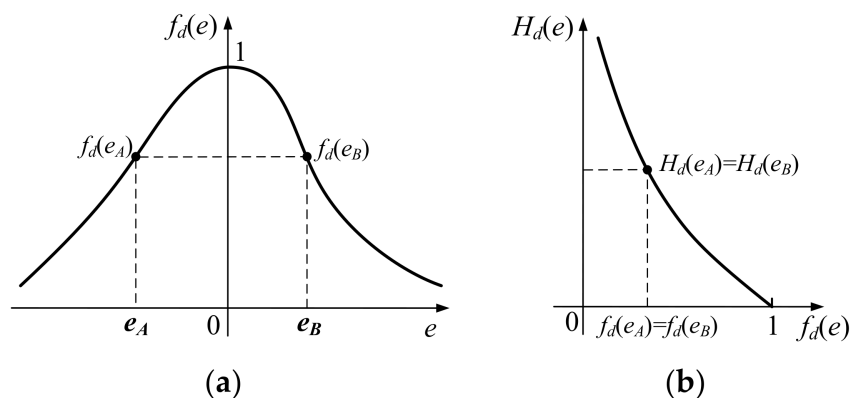 f_d(e)
1
f_d(e_A)
f_d(e_B)
e_A
0
e_B
e
(a)
H_d(e)
H_d(e_A)=H_d(e_B)
0
f_d(e_A)=f_d(e_B)
1
f_d(e)
(b)